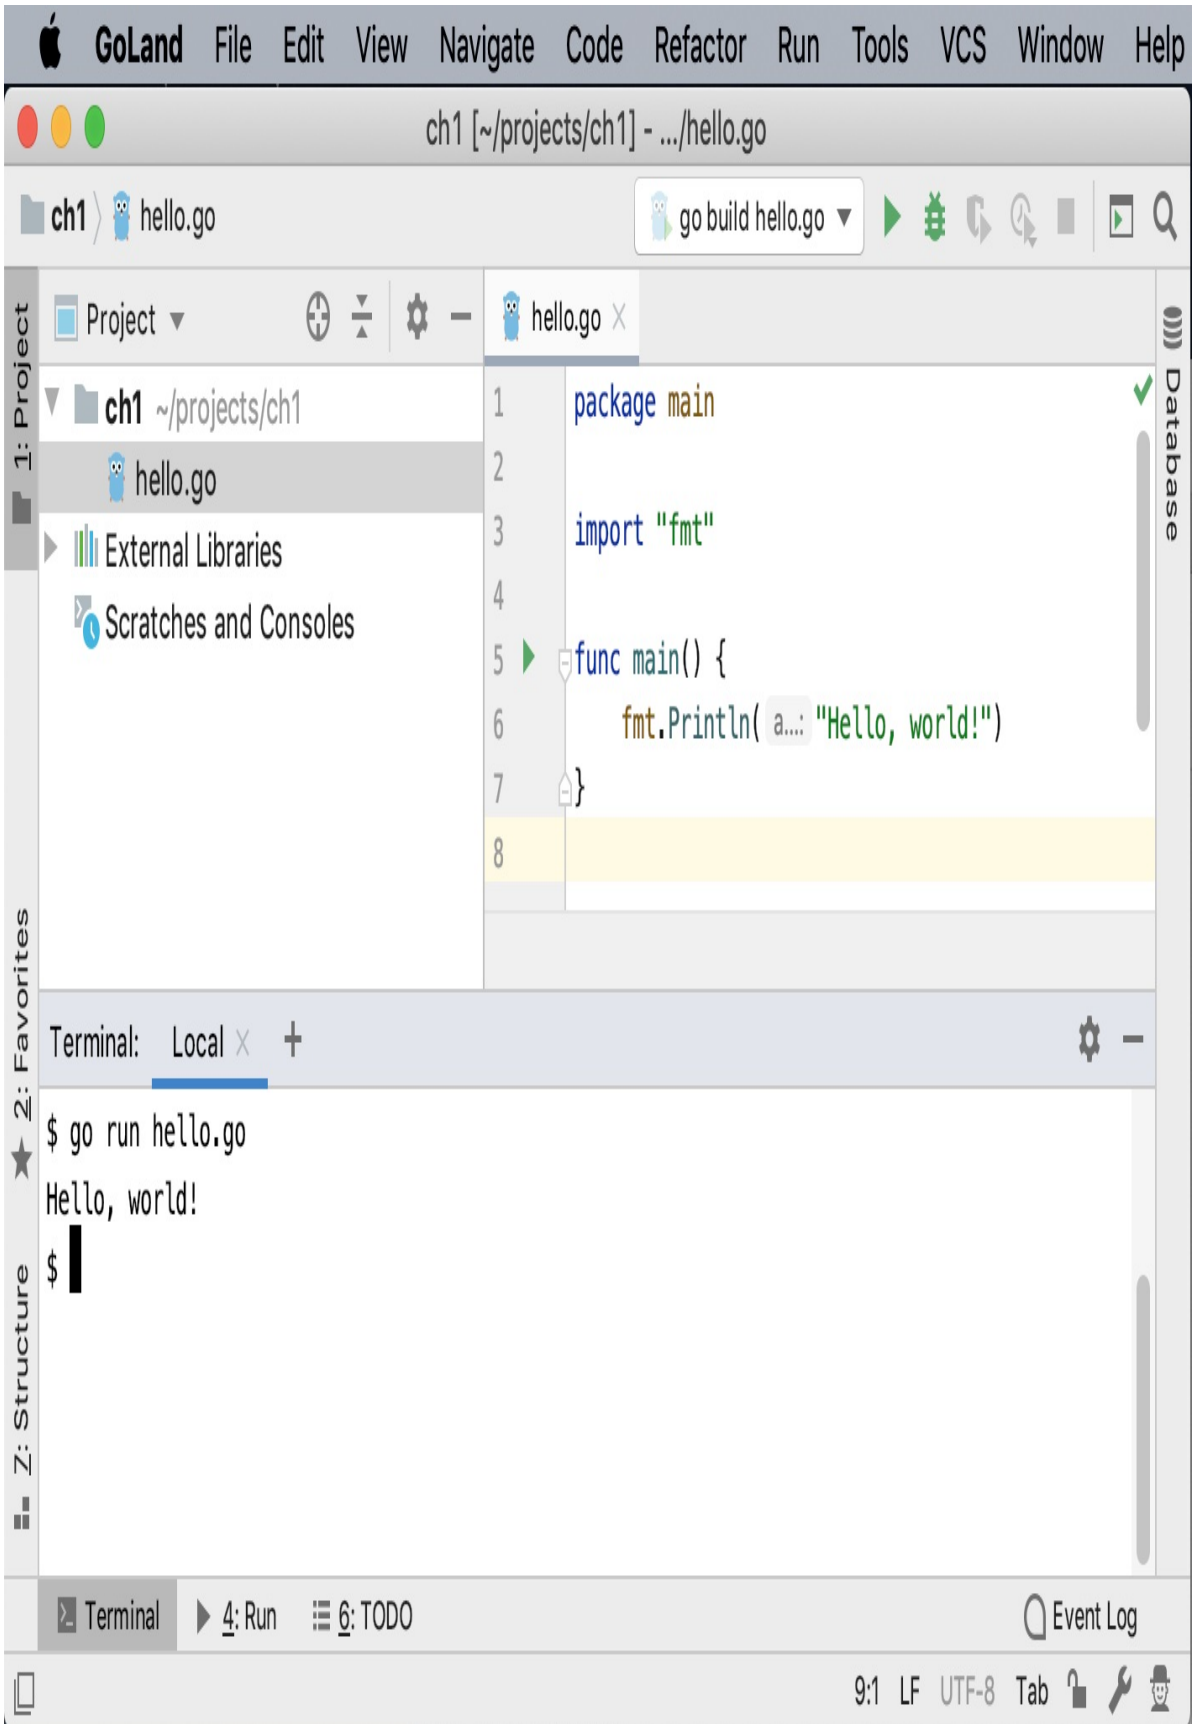 GoLand File Edit View Navigate Code Refactor Run Tools VCS Window Help
ch1 [~/projects/ch1] - .../hello.go
ch1 hello.go
go build hello.go
1: Project
Project
hello.go
ch1 ~/projects/ch1
hello.go
External Libraries
Scratches and Consoles
1 package main
2
3 import "fmt"
4
5 func main() {
6 fmt.Println( a...: "Hello, world!")
7 }
8
Database
2: Favorites
Z: Structure
Terminal: Local
$ go run hello.go
Hello, world!
$
Terminal 4: Run 6: TODO Event Log
9:1 LF UTF-8 Tab